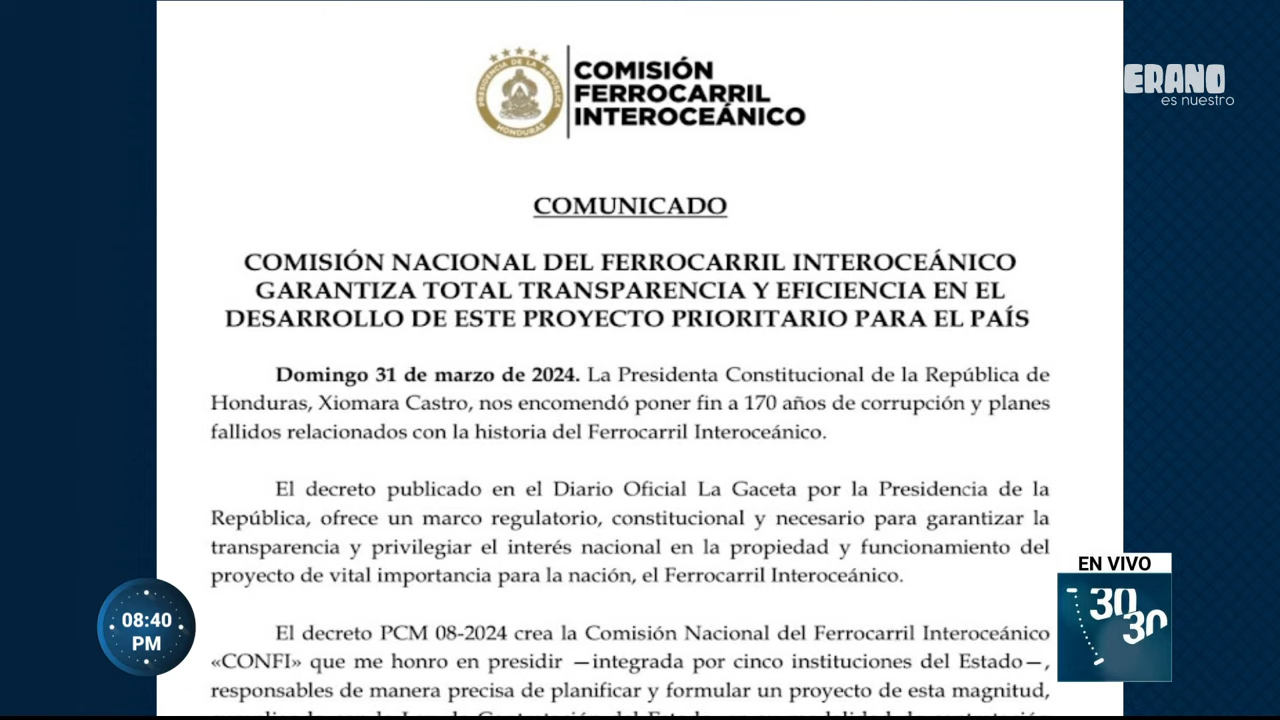 PRESIDENCIA DE LA REPÚBLICA
HONDURAS
COMISIÓN
FERROCARRIL
INTEROCEÁNICO
ERANO
es nuestro
COMUNICADO
COMISIÓN NACIONAL DEL FERROCARRIL INTEROCEÁNICO
GARANTIZA TOTAL TRANSPARENCIA Y EFICIENCIA EN EL
DESARROLLO DE ESTE PROYECTO PRIORITARIO PARA EL PAÍS
Domingo 31 de marzo de 2024. La Presidenta Constitucional de la República de
Honduras, Xiomara Castro, nos encomendó poner fin a 170 años de corrupción y planes
fallidos relacionados con la historia del Ferrocarril Interoceánico.
El decreto publicado en el Diario Oficial La Gaceta por la Presidencia de la
República, ofrece un marco regulatorio, constitucional y necesario para garantizar la
transparencia y privilegiar el interés nacional en la propiedad y funcionamiento del
proyecto de vital importancia para la nación, el Ferrocarril Interoceánico.
El decreto PCM 08-2024 crea la Comisión Nacional del Ferrocarril Interoceánico
«CONFI» que me honro en presidir —integrada por cinco instituciones del Estado—,
responsables de manera precisa de planificar y formular un proyecto de esta magnitud,
08:40
PM
EN VIVO
30
30